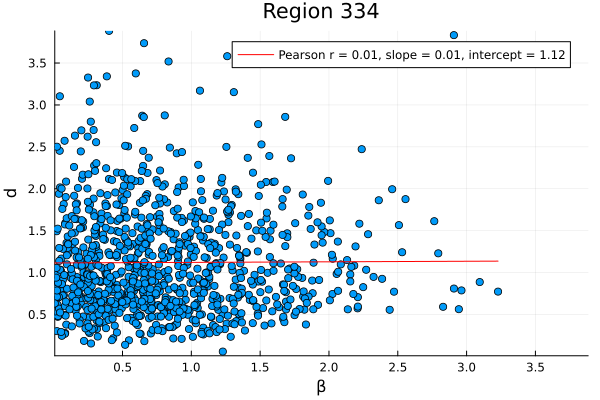 Region 334
Pearson r = 0.01, slope = 0.01, intercept = 1.12
d
3.5
3.0
2.5
2.0
1.5
1.0
0.5
0.5 1.0 1.5 2.0 2.5 3.0 3.5
β